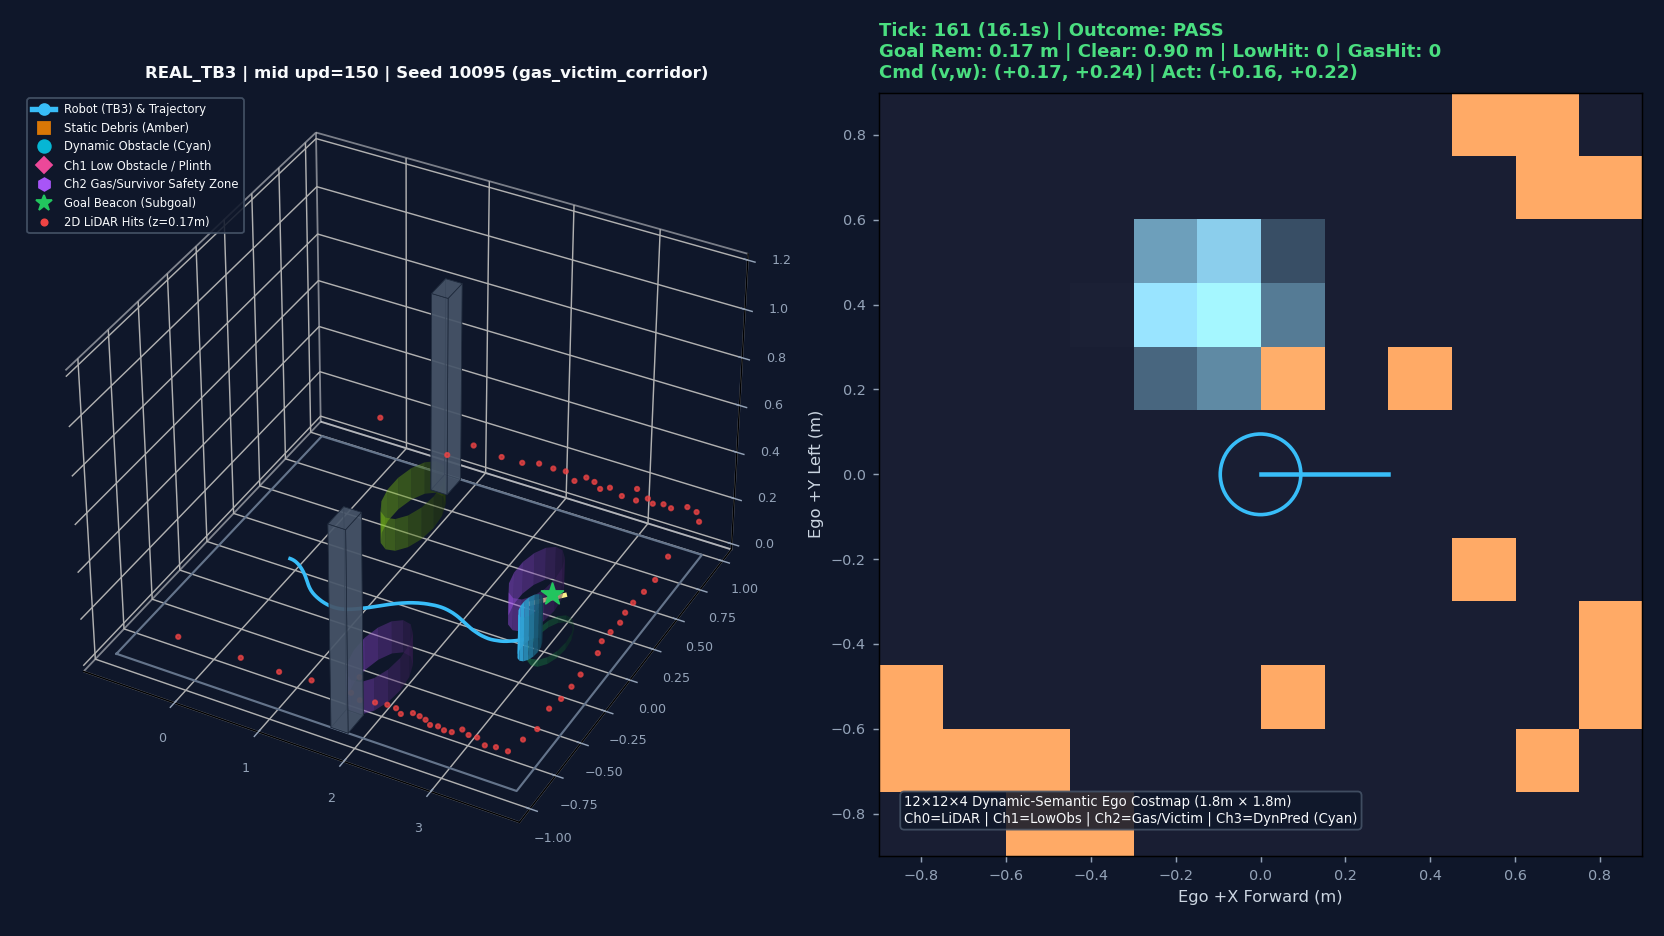 REAL_TB3 | mid upd=150 | Seed 10095 (gas_victim_corridor)
Robot (TB3) & Trajectory
Static Debris (Amber)
Dynamic Obstacle (Cyan)
Ch1 Low Obstacle / Plinth
Ch2 Gas/Survivor Safety Zone
Goal Beacon (Subgoal)
2D LiDAR Hits (z=0.17m)
1.2
1.0
0.8
0.6
0.4
0.2
0.0
1.00
0.75
0.50
0.25
0.00
−0.25
−0.50
−0.75
−1.00
0
1
2
3
Tick: 161 (16.1s) | Outcome: PASS
Goal Rem: 0.17 m | Clear: 0.90 m | LowHit: 0 | GasHit: 0
Cmd (v,w): (+0.17, +0.24) | Act: (+0.16, +0.22)
Ego +Y Left (m)
0.8
0.6
0.4
0.2
0.0
−0.2
−0.4
−0.6
−0.8
12×12×4 Dynamic-Semantic Ego Costmap (1.8m × 1.8m)
Ch0=LiDAR | Ch1=LowObs | Ch2=Gas/Victim | Ch3=DynPred (Cyan)
−0.8 −0.6 −0.4 −0.2 0.0 0.2 0.4 0.6 0.8
Ego +X Forward (m)